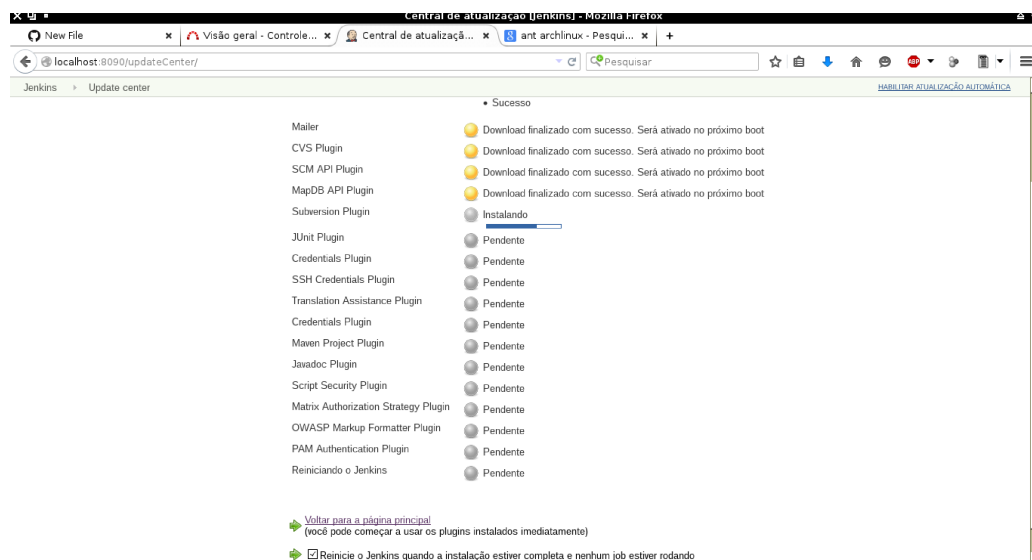 Central de atualização [Jenkins] - Mozilla Firefox
New File
Visão geral - Controle...
Central de atualizaçã...
ant archlinux - Pesqui...
localhost:8090/updateCenter/
Pesquisar
ABP
Jenkins
Update center
HABILITAR ATUALIZAÇÃO AUTOMÁTICA
• Sucesso
Mailer Download finalizado com sucesso. Será ativado no próximo boot
CVS Plugin Download finalizado com sucesso. Será ativado no próximo boot
SCM API Plugin Download finalizado com sucesso. Será ativado no próximo boot
MapDB API Plugin Download finalizado com sucesso. Será ativado no próximo boot
Subversion Plugin Instalando
JUnit Plugin Pendente
Credentials Plugin Pendente
SSH Credentials Plugin Pendente
Translation Assistance Plugin Pendente
Credentials Plugin Pendente
Maven Project Plugin Pendente
Javadoc Plugin Pendente
Script Security Plugin Pendente
Matrix Authorization Strategy Plugin Pendente
OWASP Markup Formatter Plugin Pendente
PAM Authentication Plugin Pendente
Reiniciando o Jenkins Pendente
Voltar para a página principal
(você pode começar a usar os plugins instalados imediatamente)
Reinicie o Jenkins quando a instalação estiver completa e nenhum job estiver rodando